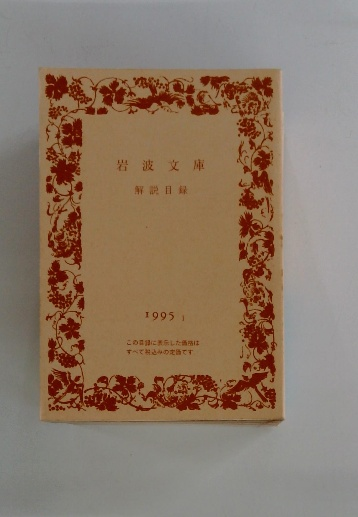 岩波文庫
解説目録
1995 1
この目録に表示した価格は
すべて税込みの定価です